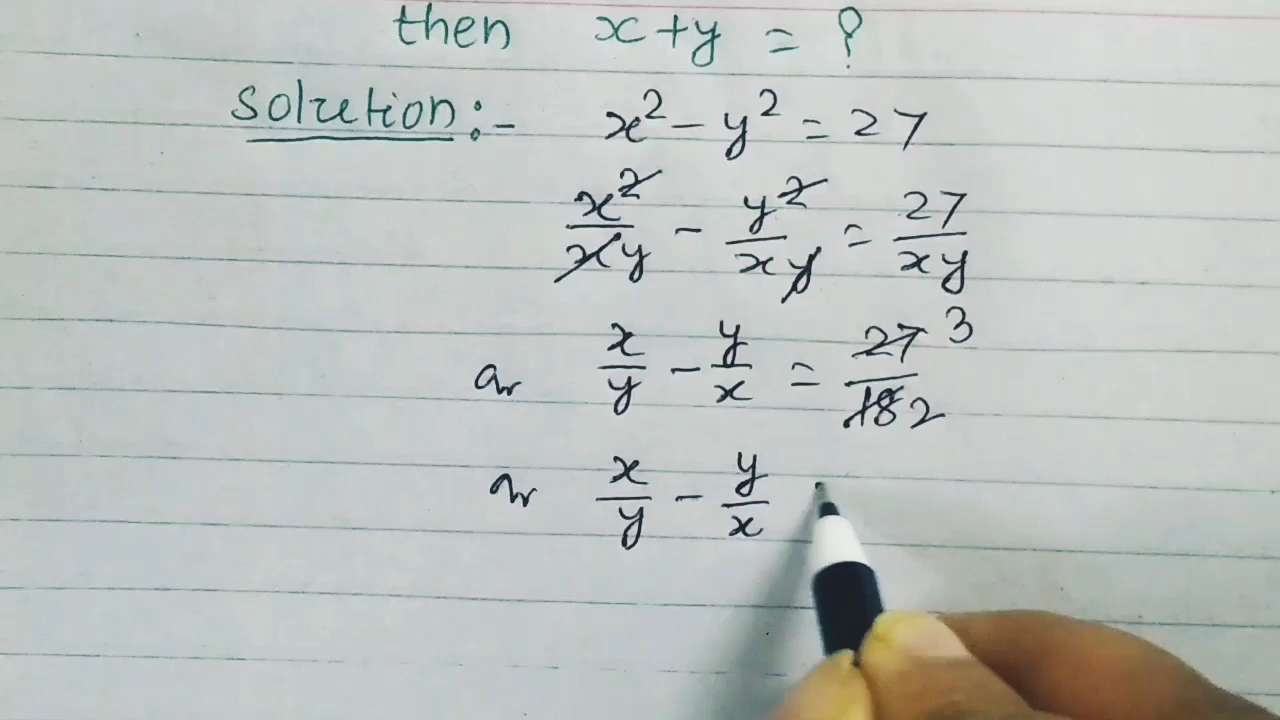 then x+y = ?
Solution:- x² - y² = 27
x²/xy - y²/xy = 27/xy
or x/y - y/x = 27 3/18 2
or x/y - y/x